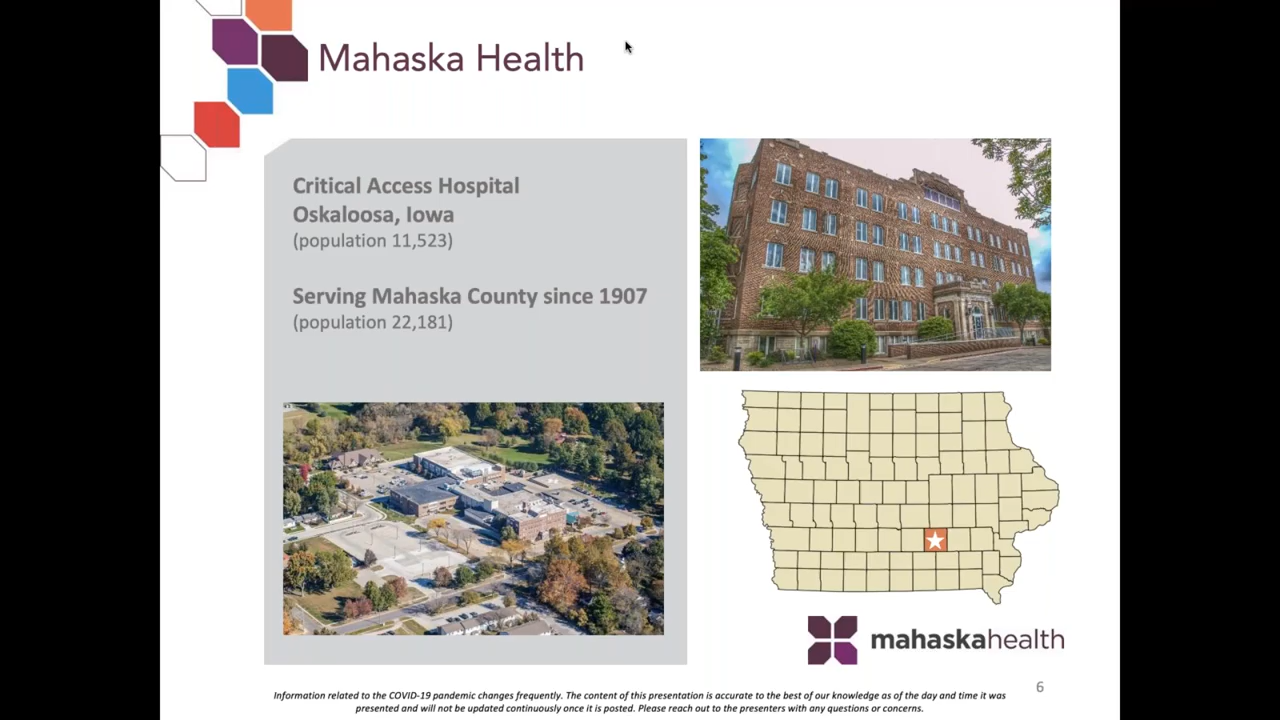 Mahaska Health
Critical Access Hospital
Oskaloosa, Iowa
(population 11,523)
Serving Mahaska County since 1907
(population 22,181)
mahaskahealth
6
Information related to the COVID-19 pandemic changes frequently. The content of this presentation is accurate to the best of our knowledge as of the day and time it was
presented and will not be updated continuously once it is posted. Please reach out to the presenters with any questions or concerns.